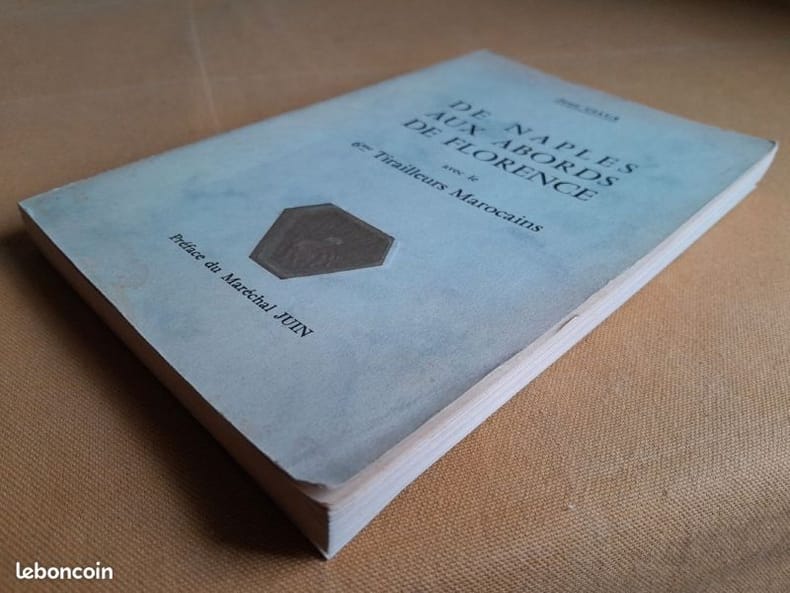 DE NAPLES
AUX ABORDS
DE FLORENCE
avec le
6me Tirailleurs Marocains
Préface du Maréchal JUIN
leboncoin